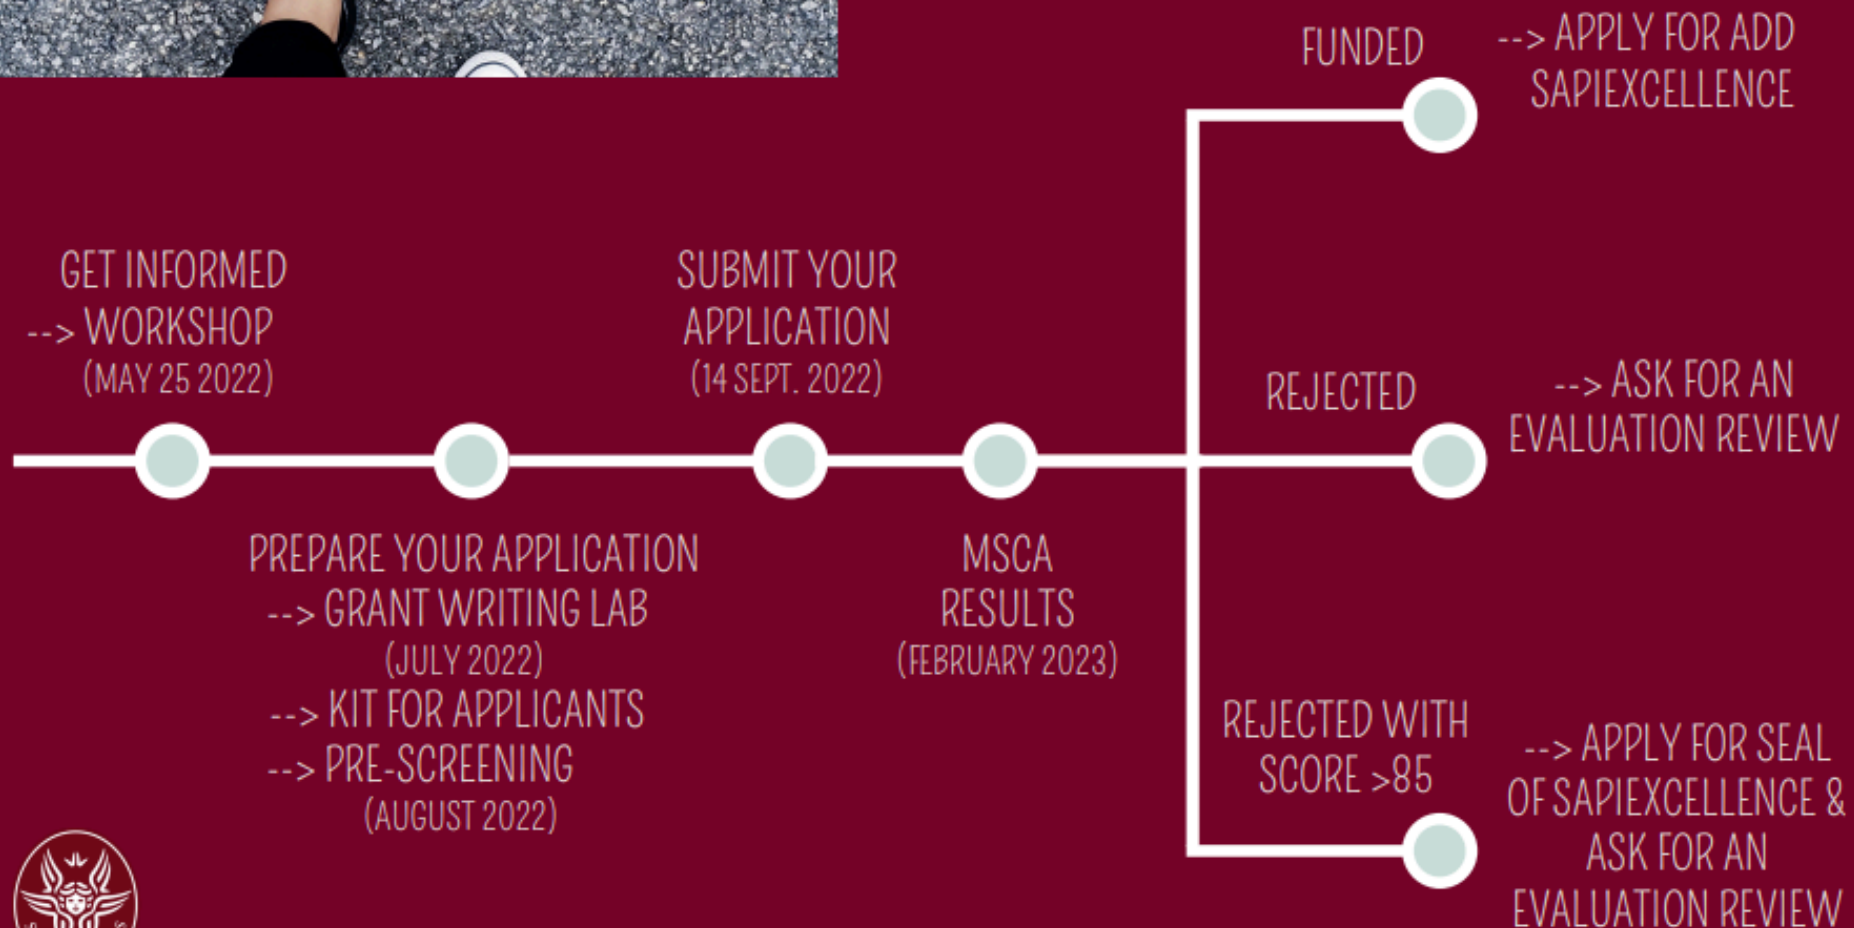 FUNDED
--> APPLY FOR ADD
SAPIEXCELLENCE
GET INFORMED
--> WORKSHOP
(MAY 25 2022)
SUBMIT YOUR
APPLICATION
(14 SEPT. 2022)
REJECTED
--> ASK FOR AN
EVALUATION REVIEW
PREPARE YOUR APPLICATION
--> GRANT WRITING LAB
(JULY 2022)
--> KIT FOR APPLICANTS
--> PRE-SCREENING
(AUGUST 2022)
MSCA
RESULTS
(FEBRUARY 2023)
REJECTED WITH
SCORE >85
--> APPLY FOR SEAL
OF SAPIEXCELLENCE &
ASK FOR AN
EVALUATION REVIEW